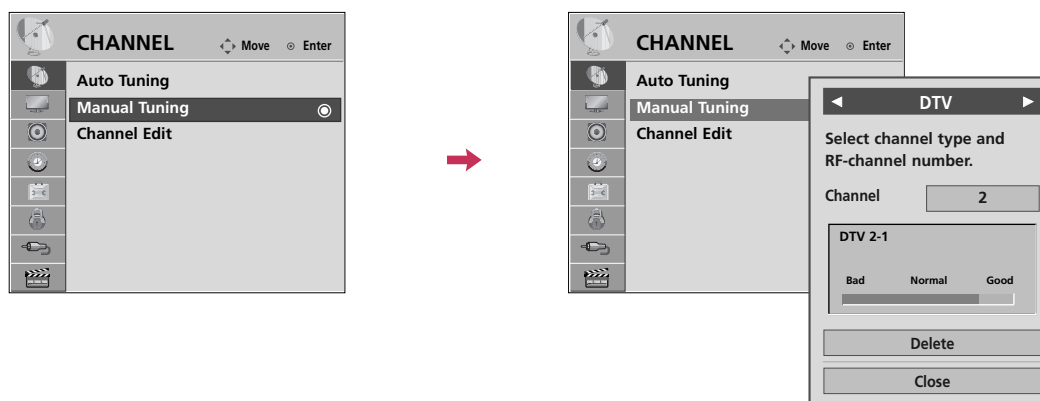 CHANNEL Move Enter
Auto Tuning
Manual Tuning
Channel Edit
CHANNEL Move Enter
Auto Tuning
Manual Tuning
Channel Edit
DTV
Select channel type and
RF-channel number.
Channel 2
DTV 2-1
Bad Normal Good
Delete
Close